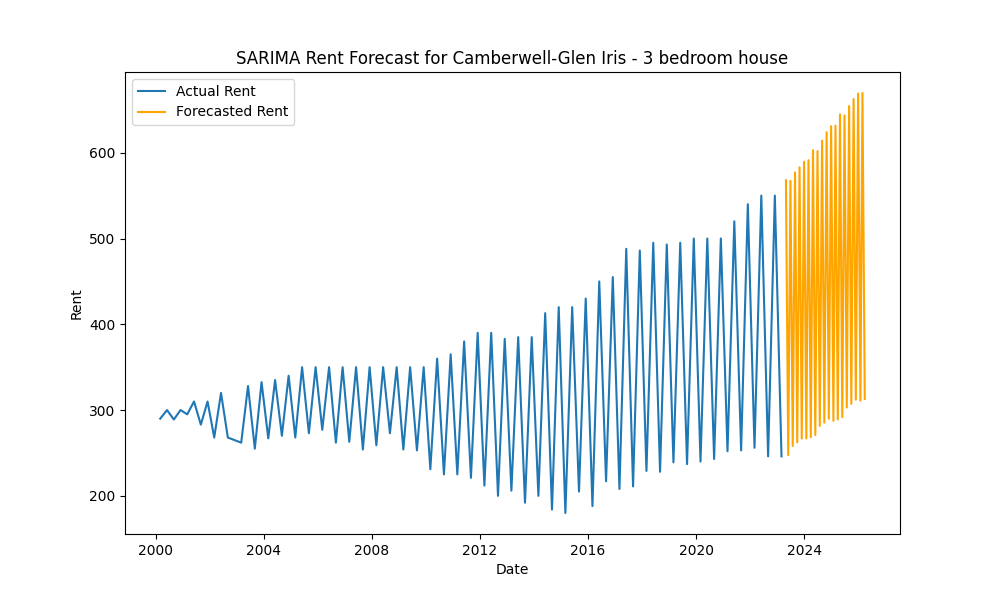 SARIMA Rent Forecast for Camberwell-Glen Iris - 3 bedroom house
Actual Rent
Forecasted Rent
600
500
400
300
200
Rent
2000 2004 2008 2012 2016 2020 2024
Date